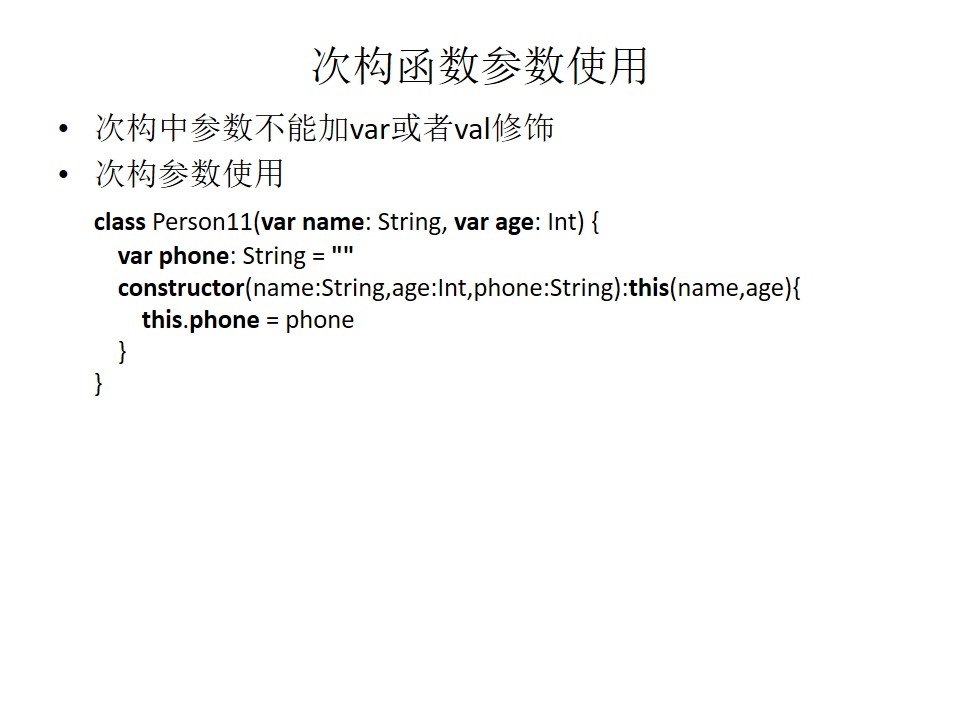 次构函数参数使用
• 次构中参数不能加var或者val修饰
• 次构参数使用
class Person11(var name: String, var age: Int) {
var phone: String = ""
constructor(name:String,age:Int,phone:String):this(name,age){
this.phone = phone
}
}